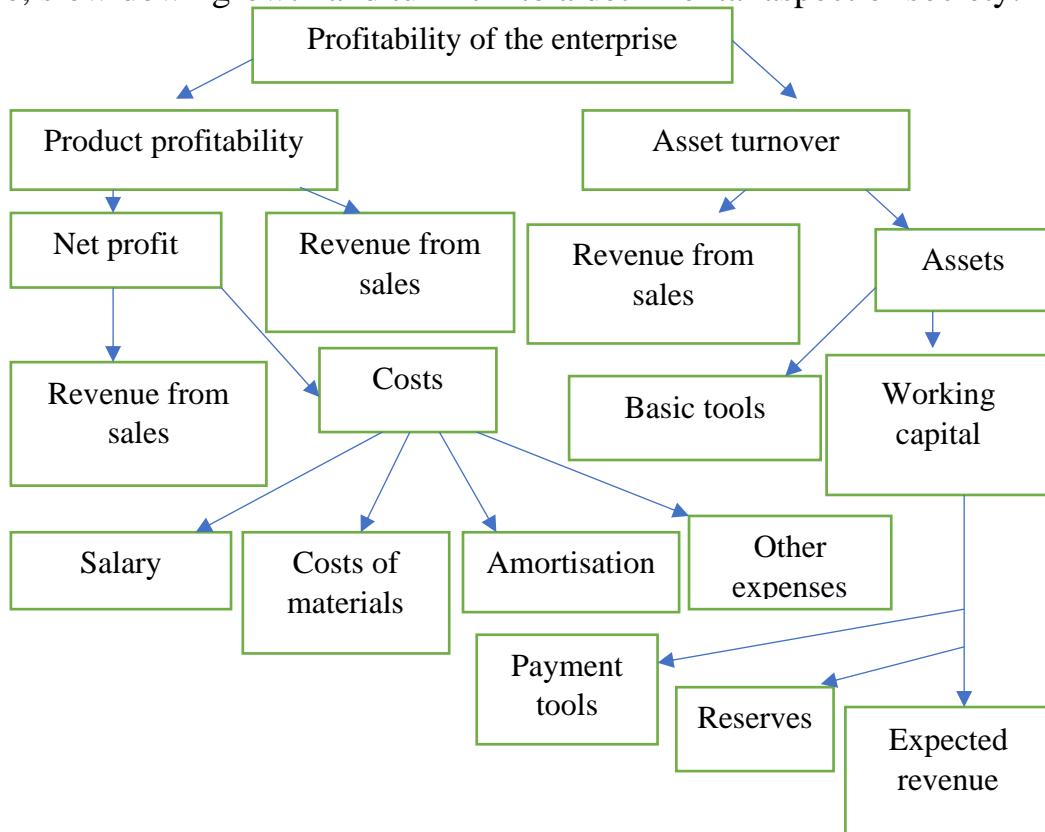 Profitability of the enterprise
Product profitability
Asset turnover
Net profit
Revenue from
sales
Revenue from
sales
Assets
Revenue from
sales
Costs
Basic tools
Working
capital
Salary
Costs of
materials
Amortisation
Other
expenses
Payment
tools
Reserves
Expected
revenue